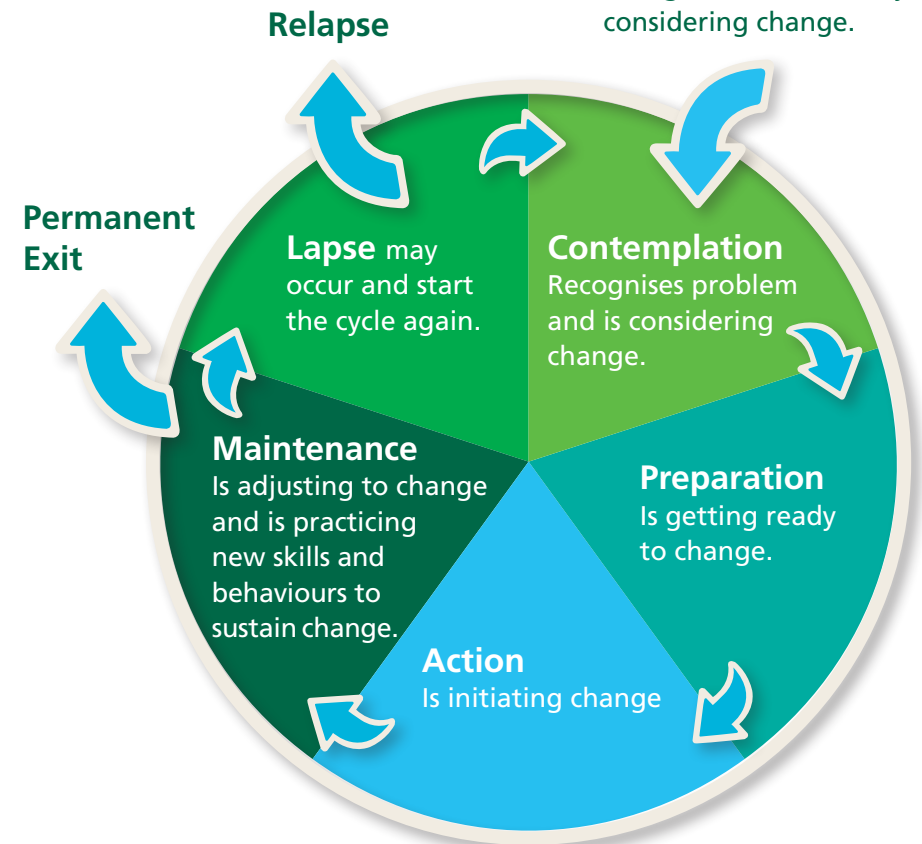 considering change.
Relapse
Permanent
Exit
Lapse may
occur and start
the cycle again.
Contemplation
Recognises problem
and is considering
change.
Preparation
Is getting ready
to change.
Action
Is initiating change
Maintenance
Is adjusting to change
and is practicing
new skills and
behaviours to
sustain change.